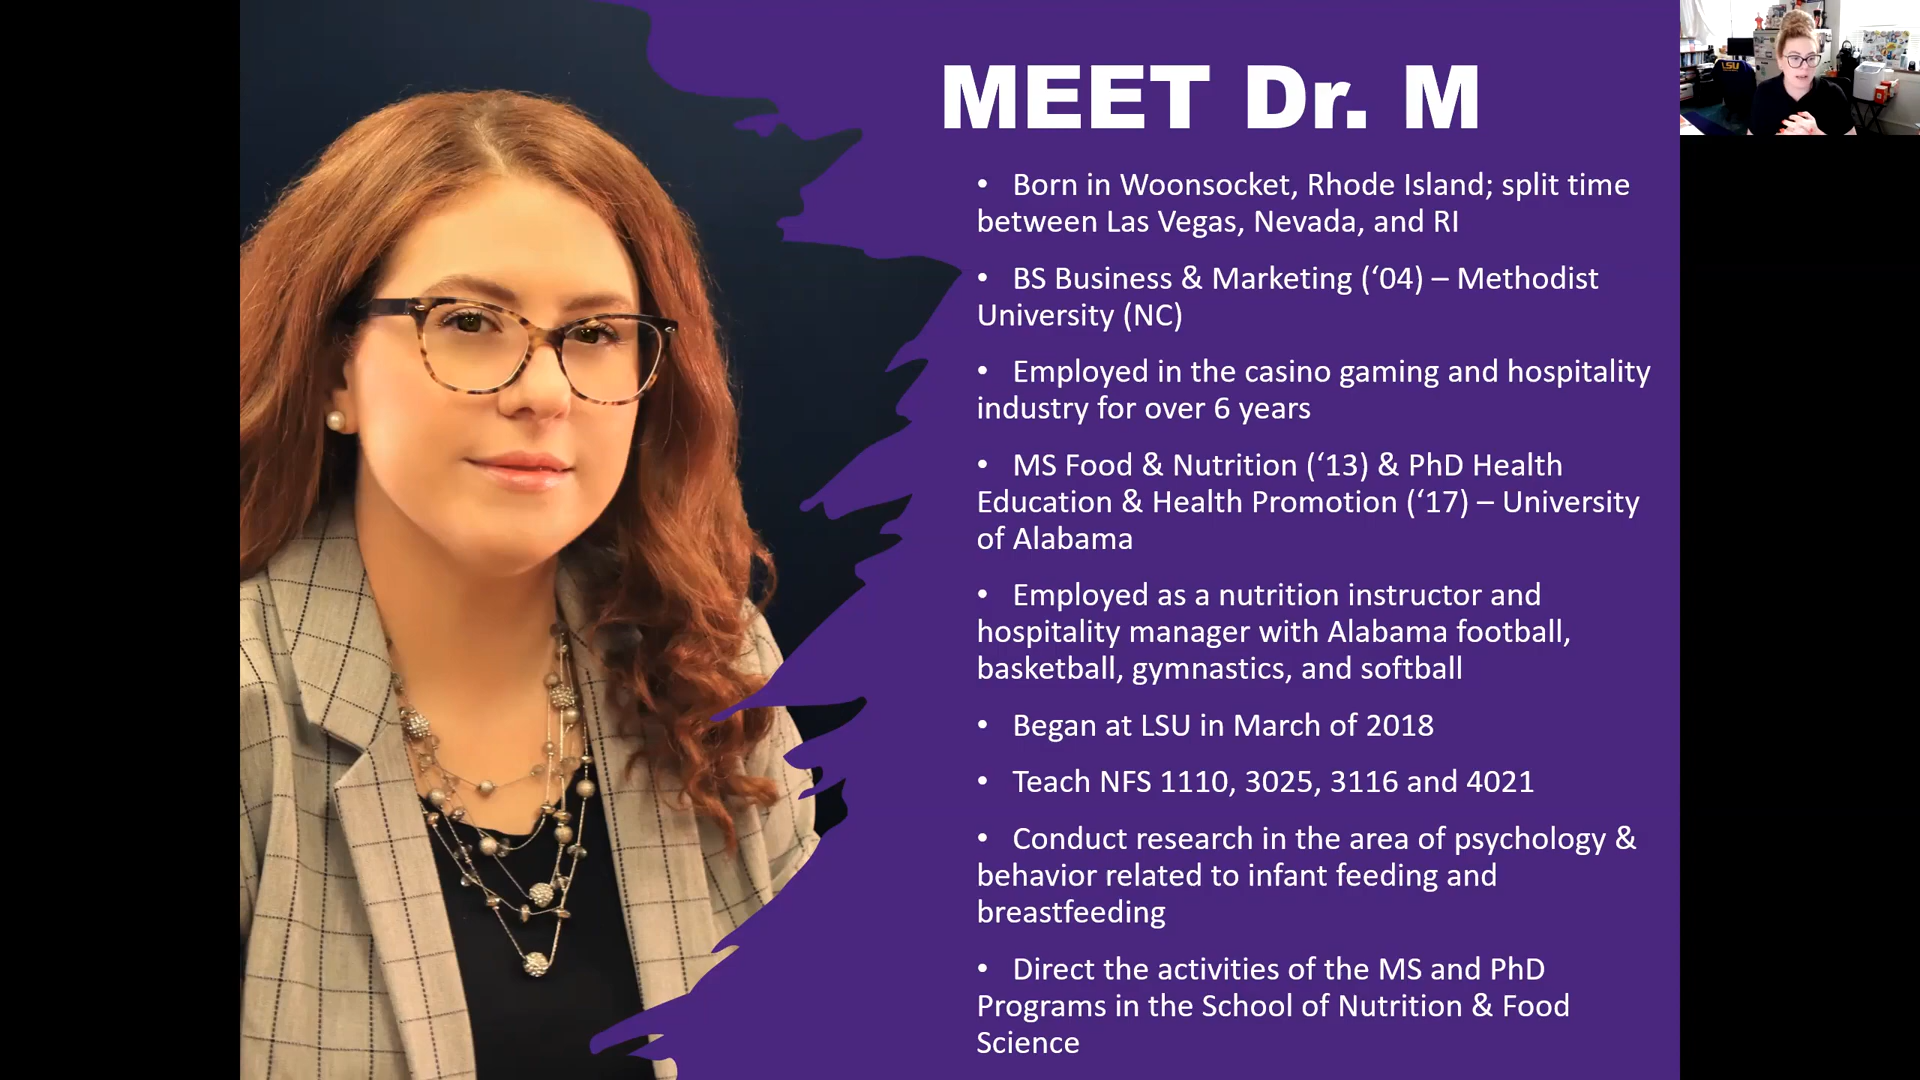 MEET Dr. M
• Born in Woonsocket, Rhode Island; split time
between Las Vegas, Nevada, and RI
• BS Business & Marketing (‘04) – Methodist
University (NC)
• Employed in the casino gaming and hospitality
industry for over 6 years
• MS Food & Nutrition (‘13) & PhD Health
Education & Health Promotion (‘17) – University
of Alabama
• Employed as a nutrition instructor and
hospitality manager with Alabama football,
basketball, gymnastics, and softball
• Began at LSU in March of 2018
• Teach NFS 1110, 3025, 3116 and 4021
• Conduct research in the area of psychology &
behavior related to infant feeding and
breastfeeding
• Direct the activities of the MS and PhD
Programs in the School of Nutrition & Food
Science
LSU